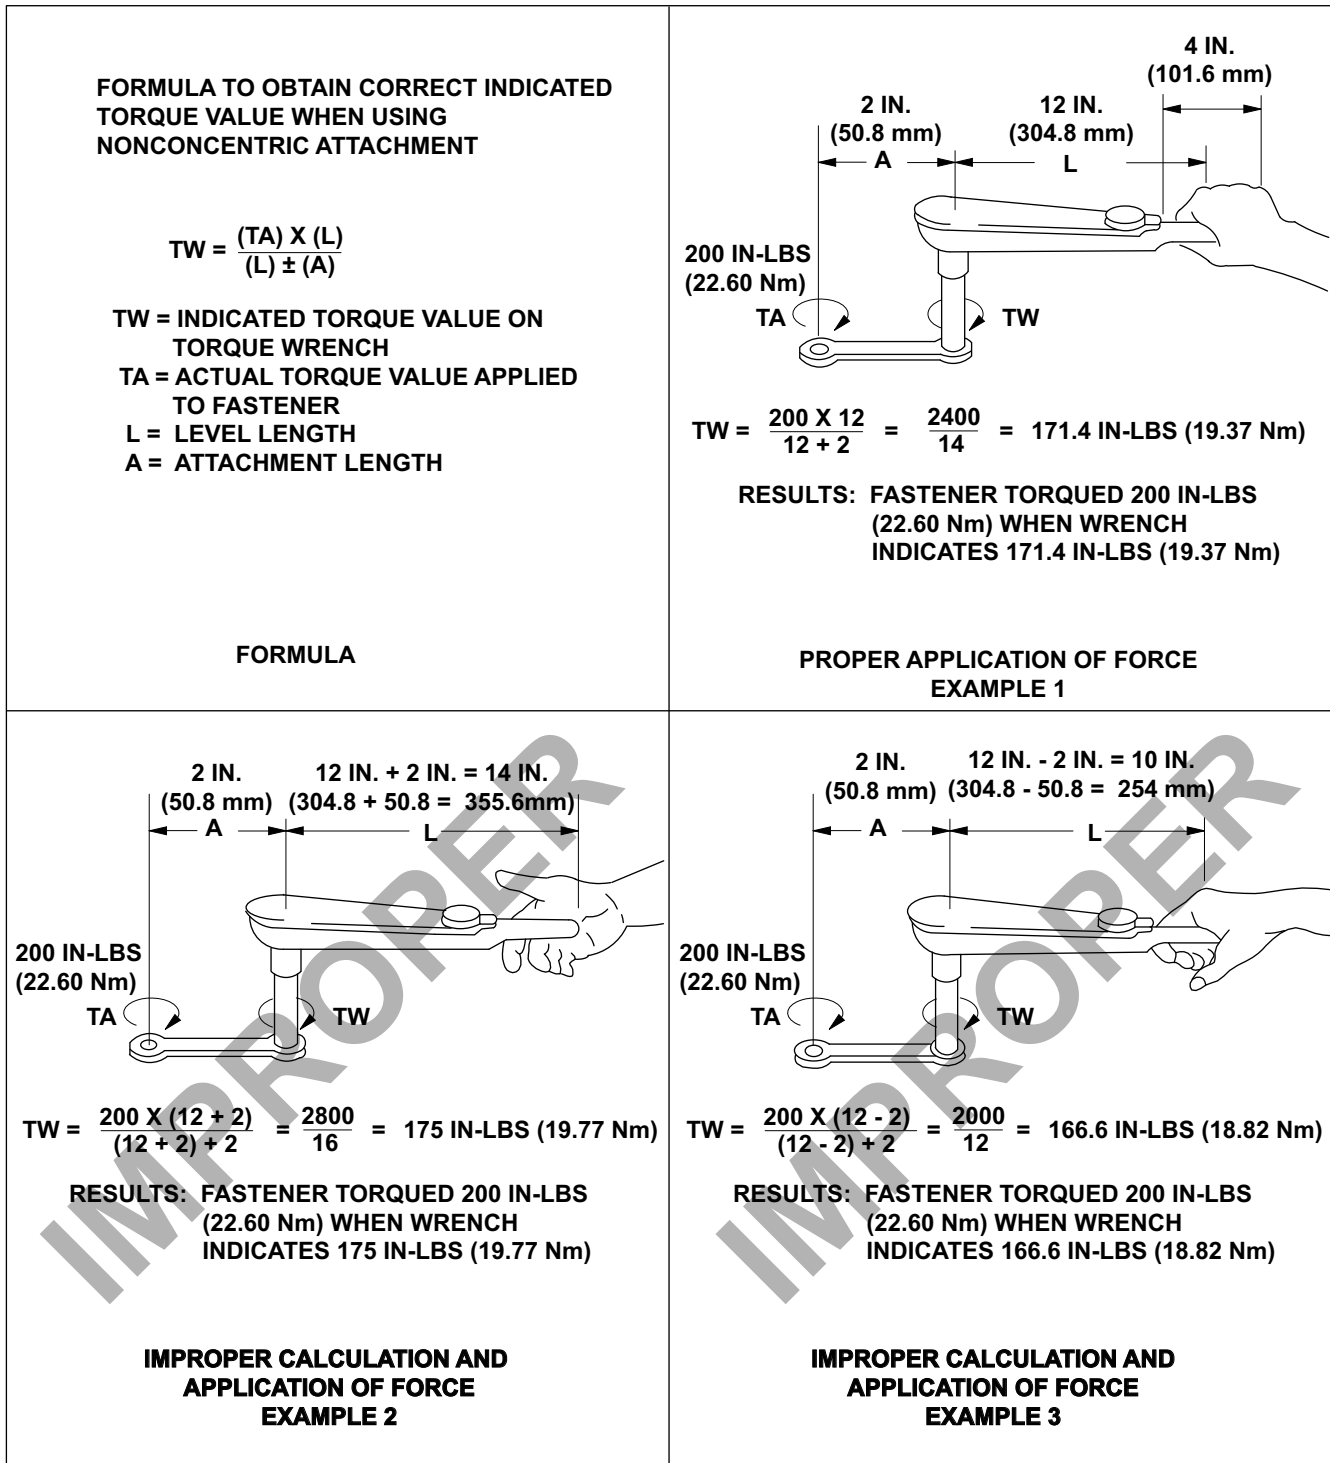 FORMULA TO OBTAIN CORRECT INDICATED
TORQUE VALUE WHEN USING
NONCONCENTRIC ATTACHMENT
TW = (TA) X (L)
(L) ± (A)
TW = INDICATED TORQUE VALUE ON
TORQUE WRENCH
TA = ACTUAL TORQUE VALUE APPLIED
TO FASTENER
L = LEVEL LENGTH
A = ATTACHMENT LENGTH
FORMULA
4 IN.
(101.6 mm)
2 IN. 12 IN.
(50.8 mm) (304.8 mm)
A L
200 IN-LBS
(22.60 Nm)
TA TW
TW = 200 X 12 = 2400 = 171.4 IN-LBS (19.37 Nm)
12 + 2 14
RESULTS: FASTENER TORQUED 200 IN-LBS
(22.60 Nm) WHEN WRENCH
INDICATES 171.4 IN-LBS (19.37 Nm)
PROPER APPLICATION OF FORCE
EXAMPLE 1
2 IN. 12 IN. + 2 IN. = 14 IN.
(50.8 mm) (304.8 + 50.8 = 355.6mm)
A L
200 IN-LBS
(22.60 Nm)
TA TW
TW = 200 X (12 + 2) = 2800 = 175 IN-LBS (19.77 Nm)
(12 + 2) + 2 16
RESULTS: FASTENER TORQUED 200 IN-LBS
(22.60 Nm) WHEN WRENCH
INDICATES 175 IN-LBS (19.77 Nm)
IMPROPER
IMPROPER CALCULATION AND
APPLICATION OF FORCE
EXAMPLE 2
2 IN. 12 IN. - 2 IN. = 10 IN.
(50.8 mm) (304.8 - 50.8 = 254 mm)
A L
200 IN-LBS
(22.60 Nm)
TA TW
TW = 200 X (12 - 2) = 2000 = 166.6 IN-LBS (18.82 Nm)
(12 - 2) + 2 12
RESULTS: FASTENER TORQUED 200 IN-LBS
(22.60 Nm) WHEN WRENCH
INDICATES 166.6 IN-LBS (18.82 Nm)
IMPROPER
IMPROPER CALCULATION AND
APPLICATION OF FORCE
EXAMPLE 3